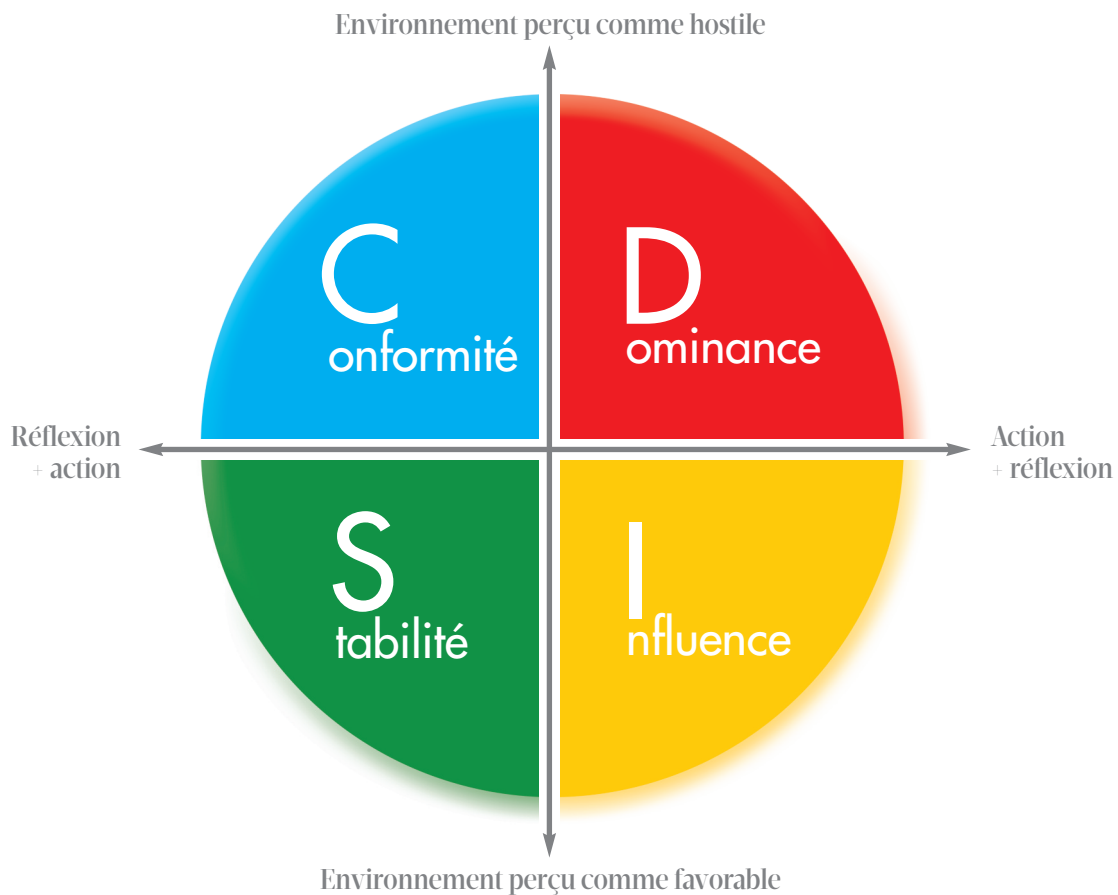 Environnement perçu comme hostile
C
onformité
D
ominance
Réflexion
+ action
Action
+ réflexion
S
tabilité
I
nfluence
Environnement perçu comme favorable